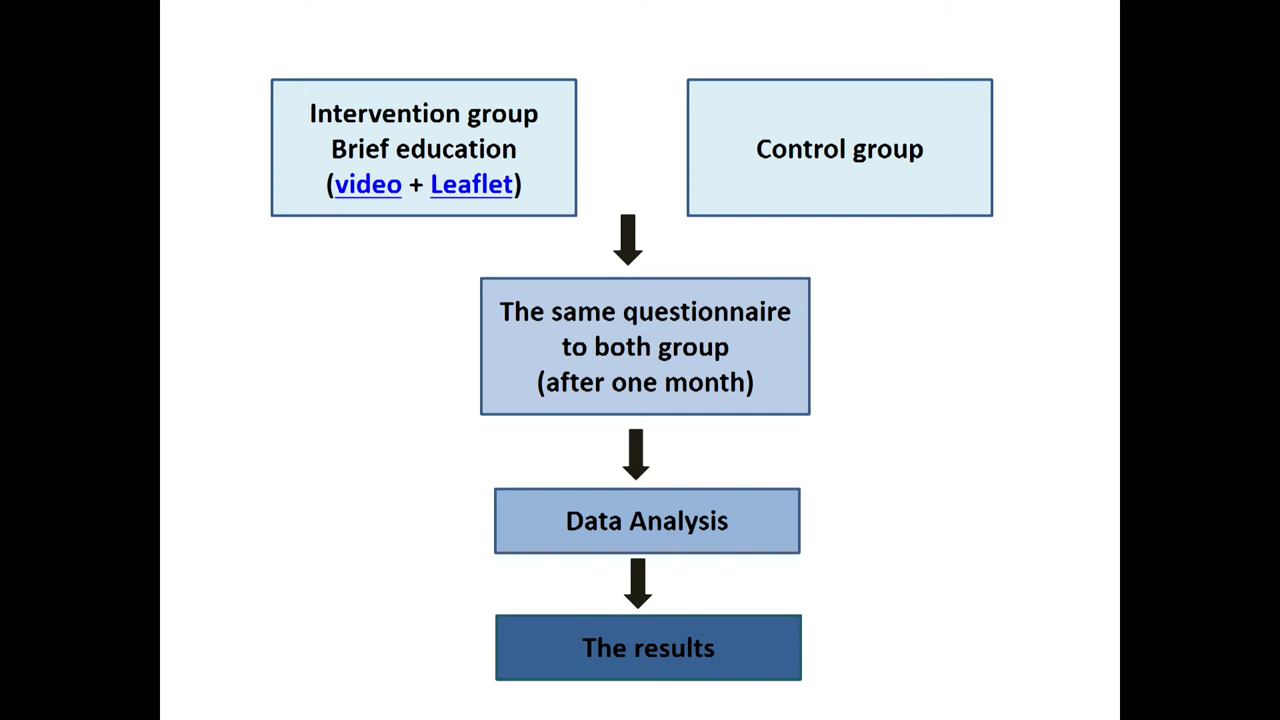 Intervention group
Brief education
(video + Leaflet)
Control group
The same questionnaire
to both group
(after one month)
Data Analysis
The results